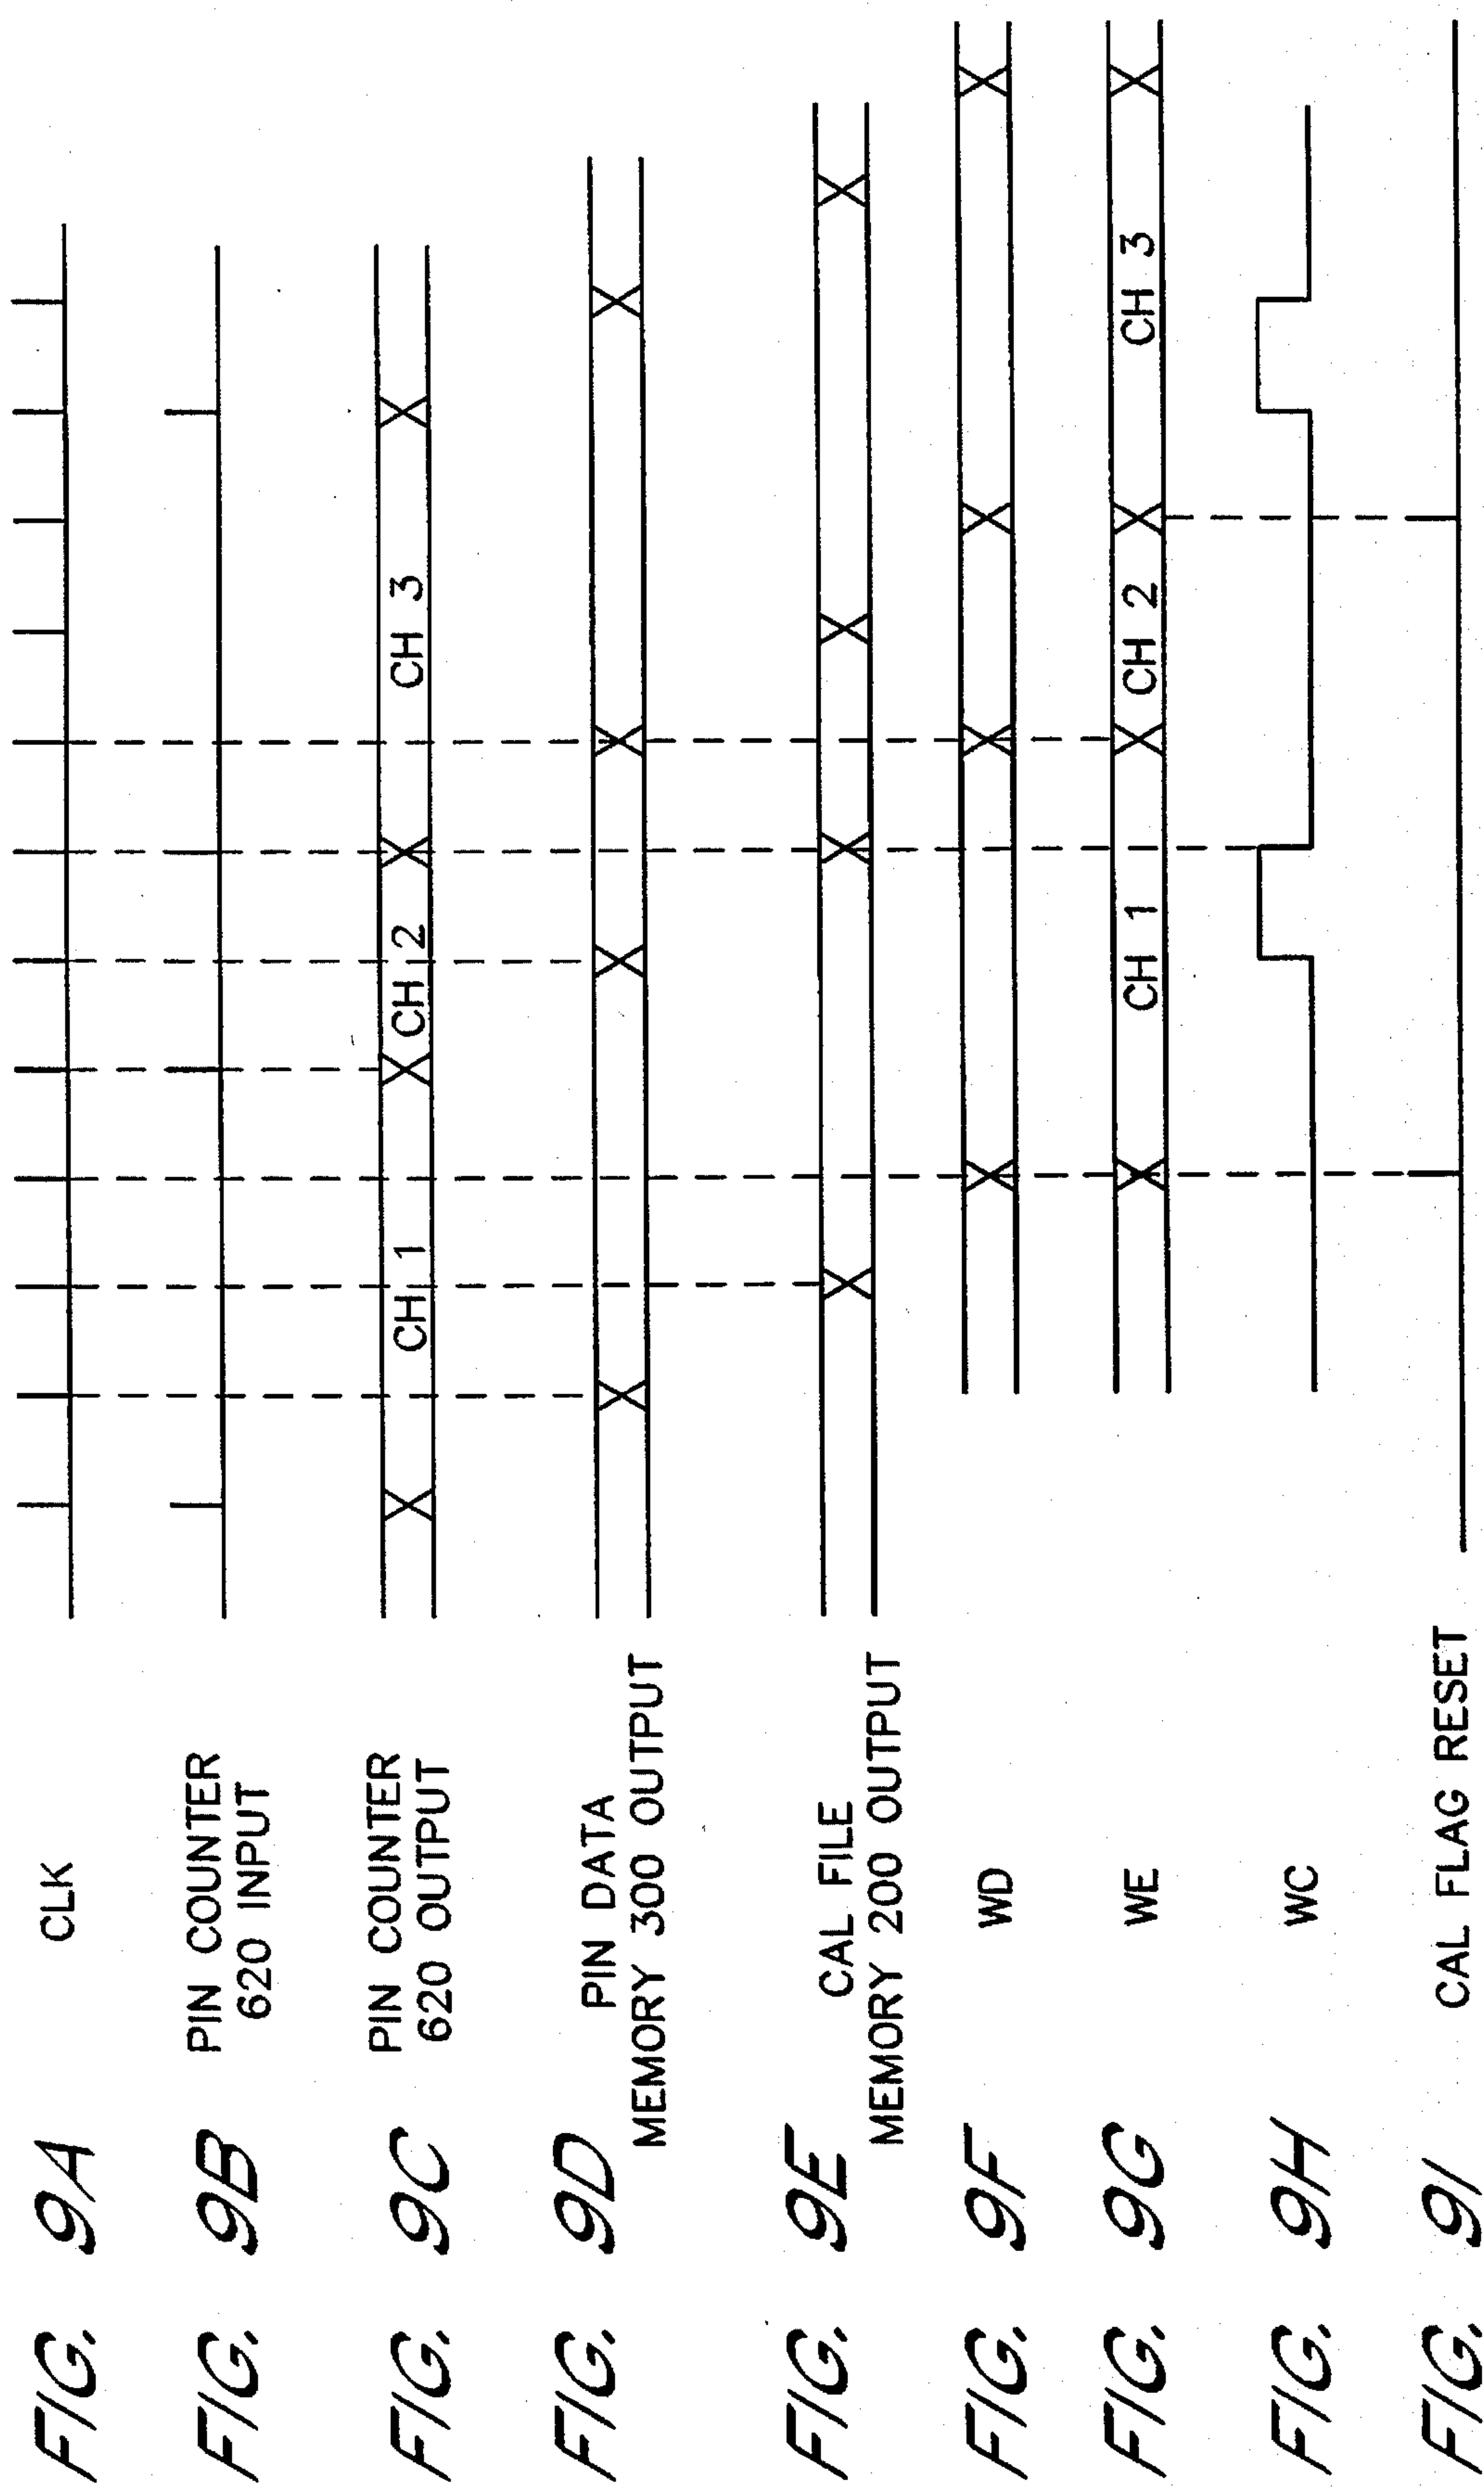 FIG. 9A CLK
FIG. 9B PIN COUNTER
620 INPUT
FIG. 9C PIN COUNTER
620 OUTPUT
CH 1 CH 2 CH 3
FIG. 9D PIN DATA
MEMORY 300 OUTPUT
FIG. 9E CAL FILE
MEMORY 200 OUTPUT
FIG. 9F WD
FIG. 9G WE
CH 1 CH 2 CH 3
FIG. 9H WC
FIG. 9I CAL FLAG RESET